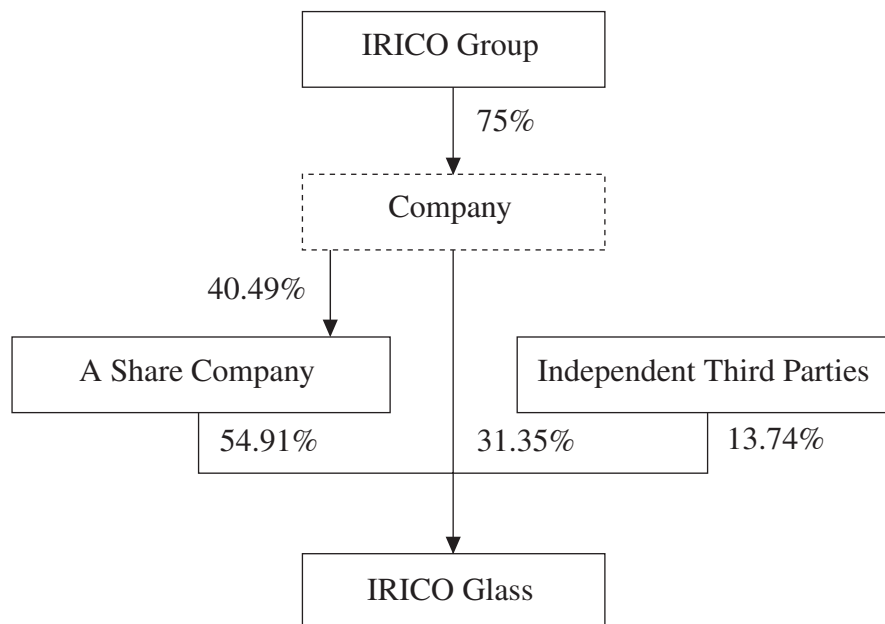 IRICO Group
75%
Company
40.49%
A Share Company
Independent Third Parties
54.91%
31.35%
13.74%
IRICO Glass